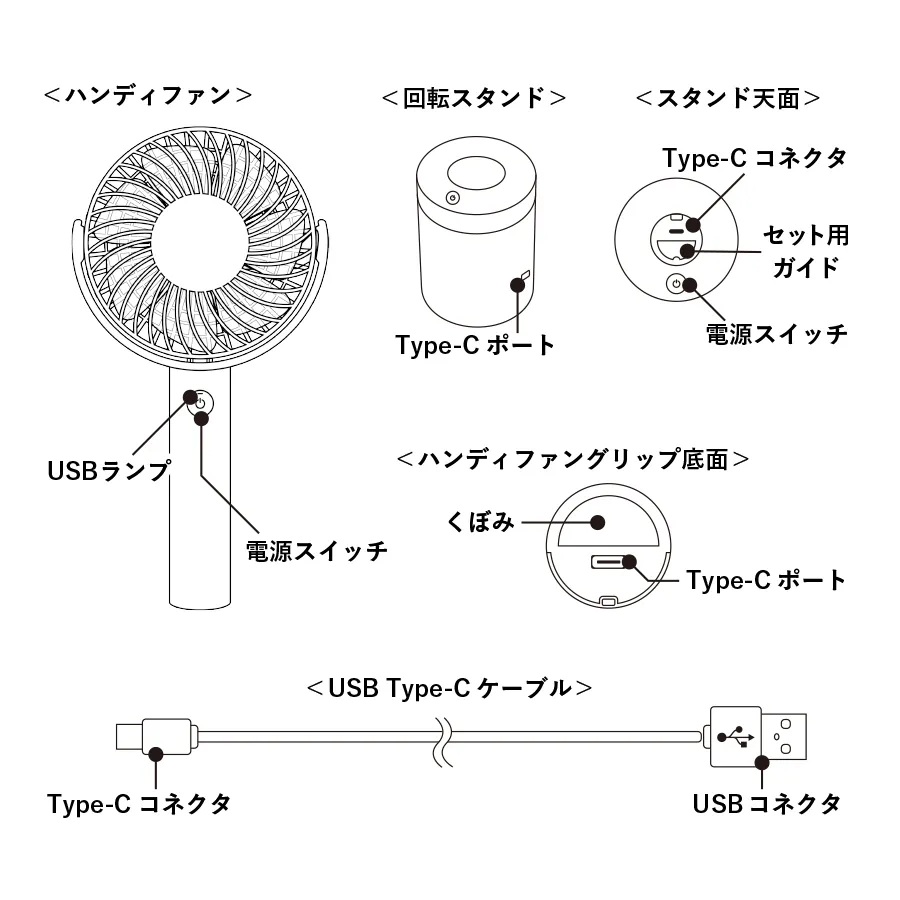 ＜ハンディファン＞
＜回転スタンド＞
＜スタンド天面＞
Type-C コネクタ
セット用
ガイド
電源スイッチ
Type-C ポート
USBランプ
電源スイッチ
＜ハンディファングリップ底面＞
くぼみ
Type-C ポート
＜USB Type-C ケーブル＞
Type-C コネクタ
USB コネクタ